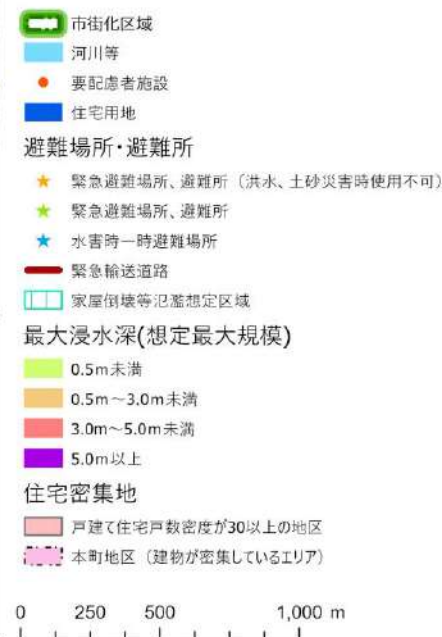 市街化区域
河川等
要配慮者施設
住宅用地
避難場所・避難所
緊急避難場所、避難所（洪水、土砂災害時使用不可）
緊急避難場所、避難所
水害時一時避難場所
緊急輸送道路
家屋倒壊等氾濫想定区域
最大浸水深(想定最大規模)
0.5m未満
0.5m～3.0m未満
3.0m～5.0m未満
5.0m以上
住宅密集地
戸建て住宅戸数密度が30以上の地区
本町地区（建物が密集しているエリア）
0 250 500 1,000 m